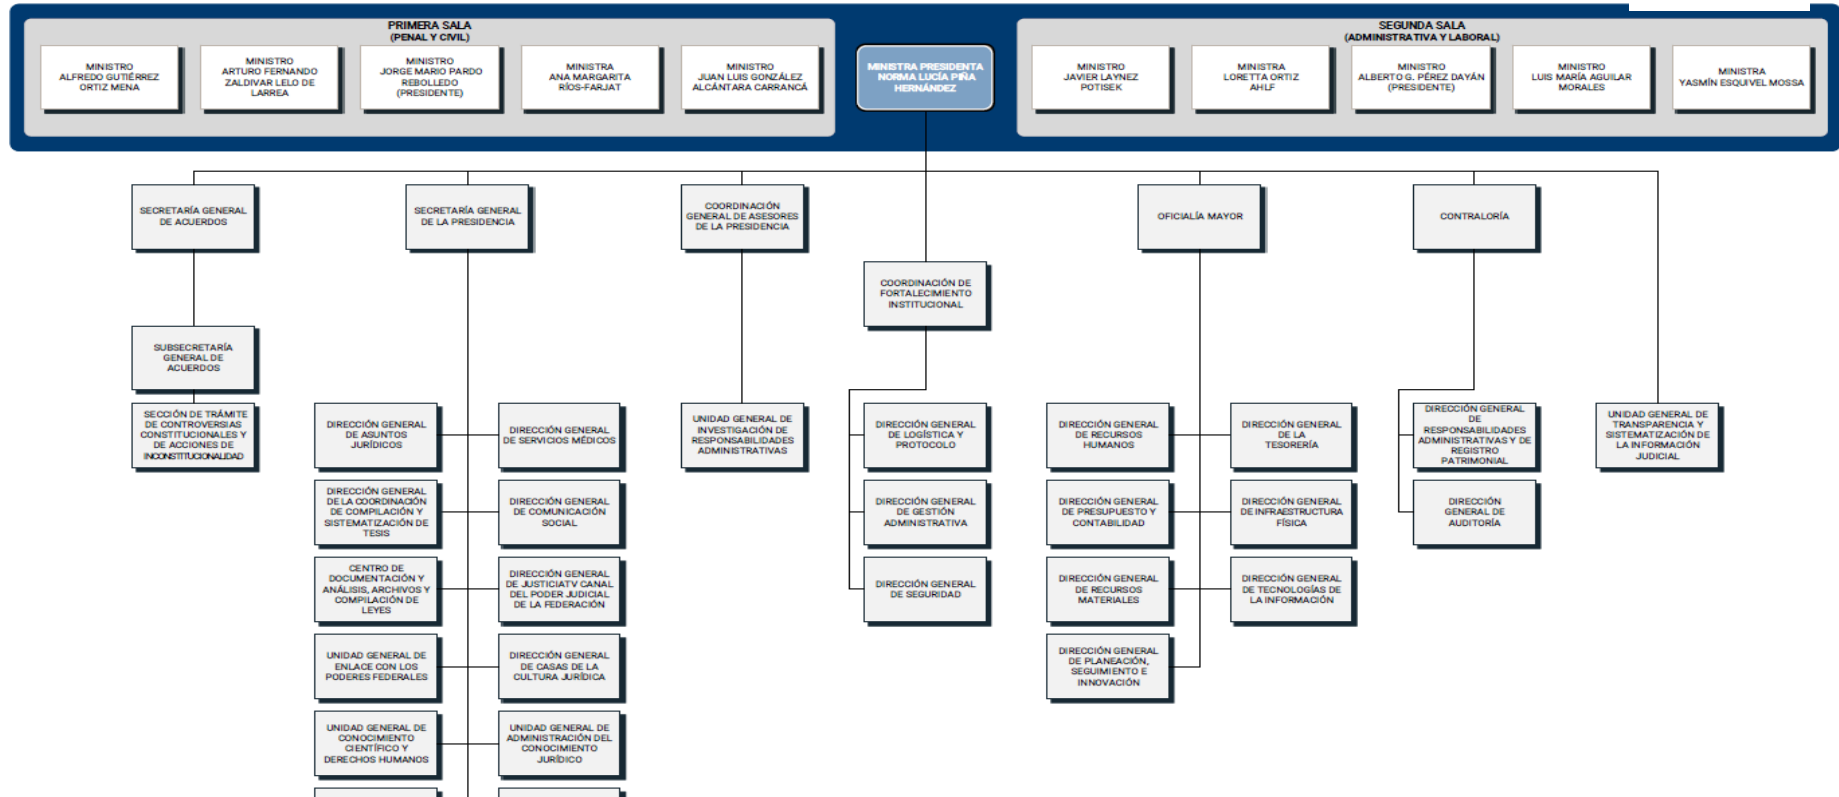 PRIMERA SALA
(PENAL Y CIVIL)
MINISTRO
ALFREDO GUTIÉRREZ
ORTIZ MENA
MINISTRO
ARTURO FERNANDO
ZALDIVAR LELO DE
LARREA
MINISTRO
JORGE MARIO PARDO
REBOLLEDO
(PRESIDENTE)
MINISTRA
ANA MARGARITA
RÍOS-FARJAT
MINISTRO
JUAN LUIS GONZÁLEZ
ALCÁNTARA CARRANCÁ
MINISTRA PRESIDENTA
NORMA LUCÍA PIÑA
HERNÁNDEZ
SEGUNDA SALA
(ADMINISTRATIVA Y LABORAL)
MINISTRO
JAVIER LAYNEZ
POTISEK
MINISTRA
LORETTA ORTIZ
AHLF
MINISTRO
ALBERTO G. PÉREZ DAYÁN
(PRESIDENTE)
MINISTRO
LUIS MARÍA AGUILAR
MORALES
MINISTRA
YASMÍN ESQUIVEL MOSSA
SECRETARÍA GENERAL
DE ACUERDOS
SECRETARÍA GENERAL
DE LA PRESIDENCIA
COORDINACIÓN
GENERAL DE ASESORES
DE LA PRESIDENCIA
OFICIALÍA MAYOR
CONTRALORÍA
COORDINACIÓN DE
FORTALECIMIENTO
INSTITUCIONAL
SUBSECRETARÍA
GENERAL DE
ACUERDOS
SECCIÓN DE TRÁMITE
DE CONTROVERSIAS
CONSTITUCIONALES Y
DE ACCIONES DE
INCONSTITUCIONALIDAD
DIRECCIÓN GENERAL
DE ASUNTOS
JURÍDICOS
DIRECCIÓN GENERAL
DE SERVICIOS MÉDICOS
UNIDAD GENERAL DE
INVESTIGACIÓN DE
RESPONSABILIDADES
ADMINISTRATIVAS
DIRECCIÓN GENERAL
DE LOGÍSTICA Y
PROTOCOLO
DIRECCIÓN GENERAL
DE RECURSOS
HUMANOS
DIRECCIÓN GENERAL
DE LA
TESORERÍA
DIRECCIÓN GENERAL
DE
RESPONSABILIDADES
ADMINISTRATIVAS Y DE
REGISTRO
PATRIMONIAL
UNIDAD GENERAL DE
TRANSPARENCIA Y
SISTEMATIZACIÓN DE
LA INFORMACIÓN
JUDICIAL
DIRECCIÓN GENERAL
DE LA COORDINACIÓN
DE COMPILACIÓN Y
SISTEMATIZACIÓN DE
TESIS
DIRECCIÓN GENERAL
DE COMUNICACIÓN
SOCIAL
DIRECCIÓN GENERAL
DE GESTIÓN
ADMINISTRATIVA
DIRECCIÓN GENERAL
DE PRESUPUESTO Y
CONTABILIDAD
DIRECCIÓN GENERAL
DE INFRAESTRUCTURA
FÍSICA
DIRECCIÓN
GENERAL DE
AUDITORÍA
CENTRO DE
DOCUMENTACIÓN Y
ANÁLISIS, ARCHIVOS Y
COMPILACIÓN DE
LEYES
DIRECCIÓN GENERAL
DE JUSTICIATV CANAL
DEL PODER JUDICIAL
DE LA FEDERACIÓN
DIRECCIÓN GENERAL
DE SEGURIDAD
DIRECCIÓN GENERAL
DE RECURSOS
MATERIALES
DIRECCIÓN GENERAL
DE TECNOLOGÍAS DE
LA INFORMACIÓN
UNIDAD GENERAL DE
ENLACE CON LOS
PODERES FEDERALES
DIRECCIÓN GENERAL
DE CASAS DE LA
CULTURA JURÍDICA
DIRECCIÓN GENERAL
DE PLANEACIÓN,
SEGUIMIENTO E
INNOVACIÓN
UNIDAD GENERAL DE
CONOCIMIENTO
CIENTÍFICO Y
DERECHOS HUMANOS
UNIDAD GENERAL DE
ADMINISTRACIÓN DEL
CONOCIMIENTO
JURÍDICO